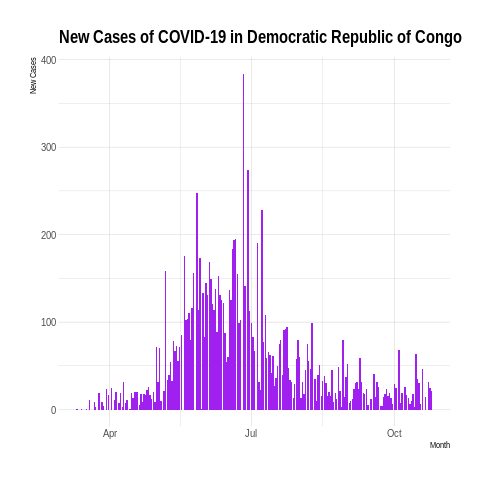 New Cases of COVID-19 in Democratic Republic of Congo
New Cases
400
300
200
100
0
Apr
Jul
Oct
Month